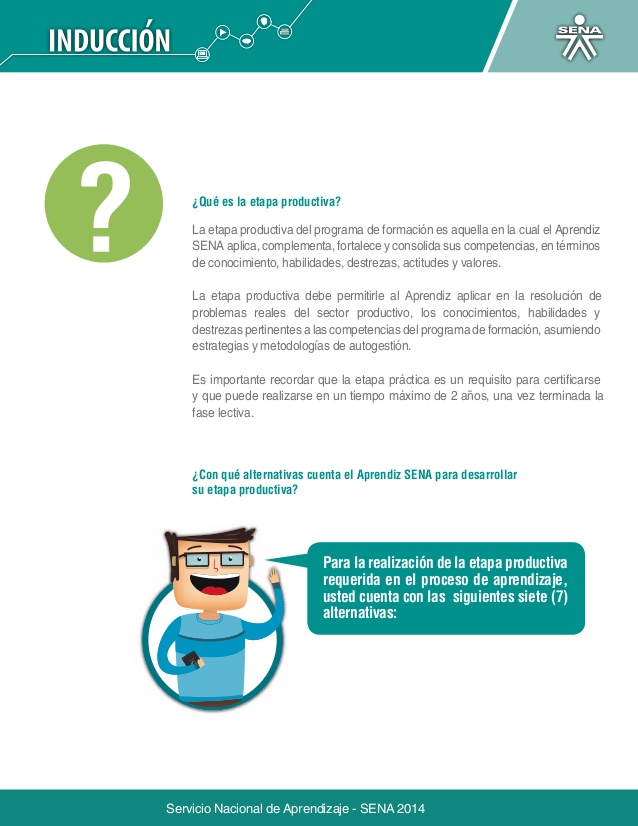 INDUCCIÓN
SENA
?
¿Qué es la etapa productiva?
La etapa productiva del programa de formación es aquella en la cual el Aprendiz
SENA aplica, complementa, fortalece y consolida sus competencias, en términos
de conocimiento, habilidades, destrezas, actitudes y valores.
La etapa productiva debe permitirle al Aprendiz aplicar en la resolución de
problemas reales del sector productivo, los conocimientos, habilidades y
destrezas pertinentes a las competencias del programa de formación, asumiendo
estrategias y metodologías de autogestión.
Es importante recordar que la etapa práctica es un requisito para certificarse
y que puede realizarse en un tiempo máximo de 2 años, una vez terminada la
fase lectiva.
¿Con qué alternativas cuenta el Aprendiz SENA para desarrollar
su etapa productiva?
Para la realización de la etapa productiva
requerida en el proceso de aprendizaje,
usted cuenta con las siguientes siete (7)
alternativas:
Servicio Nacional de Aprendizaje - SENA 2014